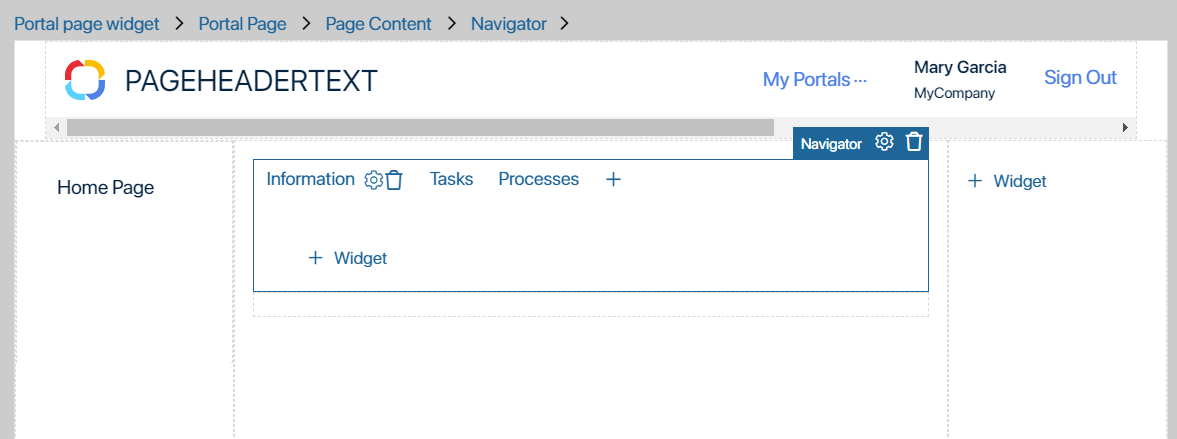 Portal page widget > Portal Page > Page Content > Navigator >
PAGEHEADERTEXT
My Portals ···
Mary Garcia
MyCompany
Sign Out
Navigator
Home Page
Information Tasks Processes +
+ Widget
+ Widget